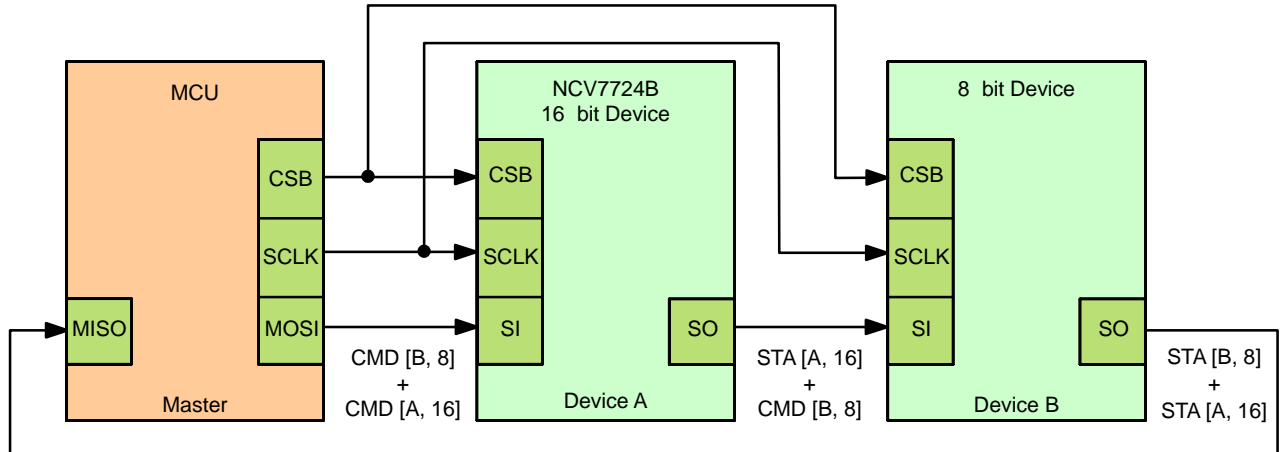 MCU
CSB
SCLK
MOSI
MISO
Master
CMD [B, 8]
+
CMD [A, 16]
NCV7724B
16 bit Device
CSB
SCLK
SI
SO
Device A
STA [A, 16]
+
CMD [B, 8]
8 bit Device
CSB
SCLK
SI
SO
Device B
STA [B, 8]
+
STA [A, 16]